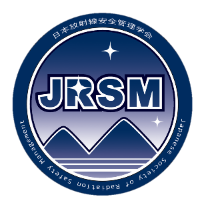 日本放射線安全管理学会
JRSM
Japanese Society of Radiation Safety Management